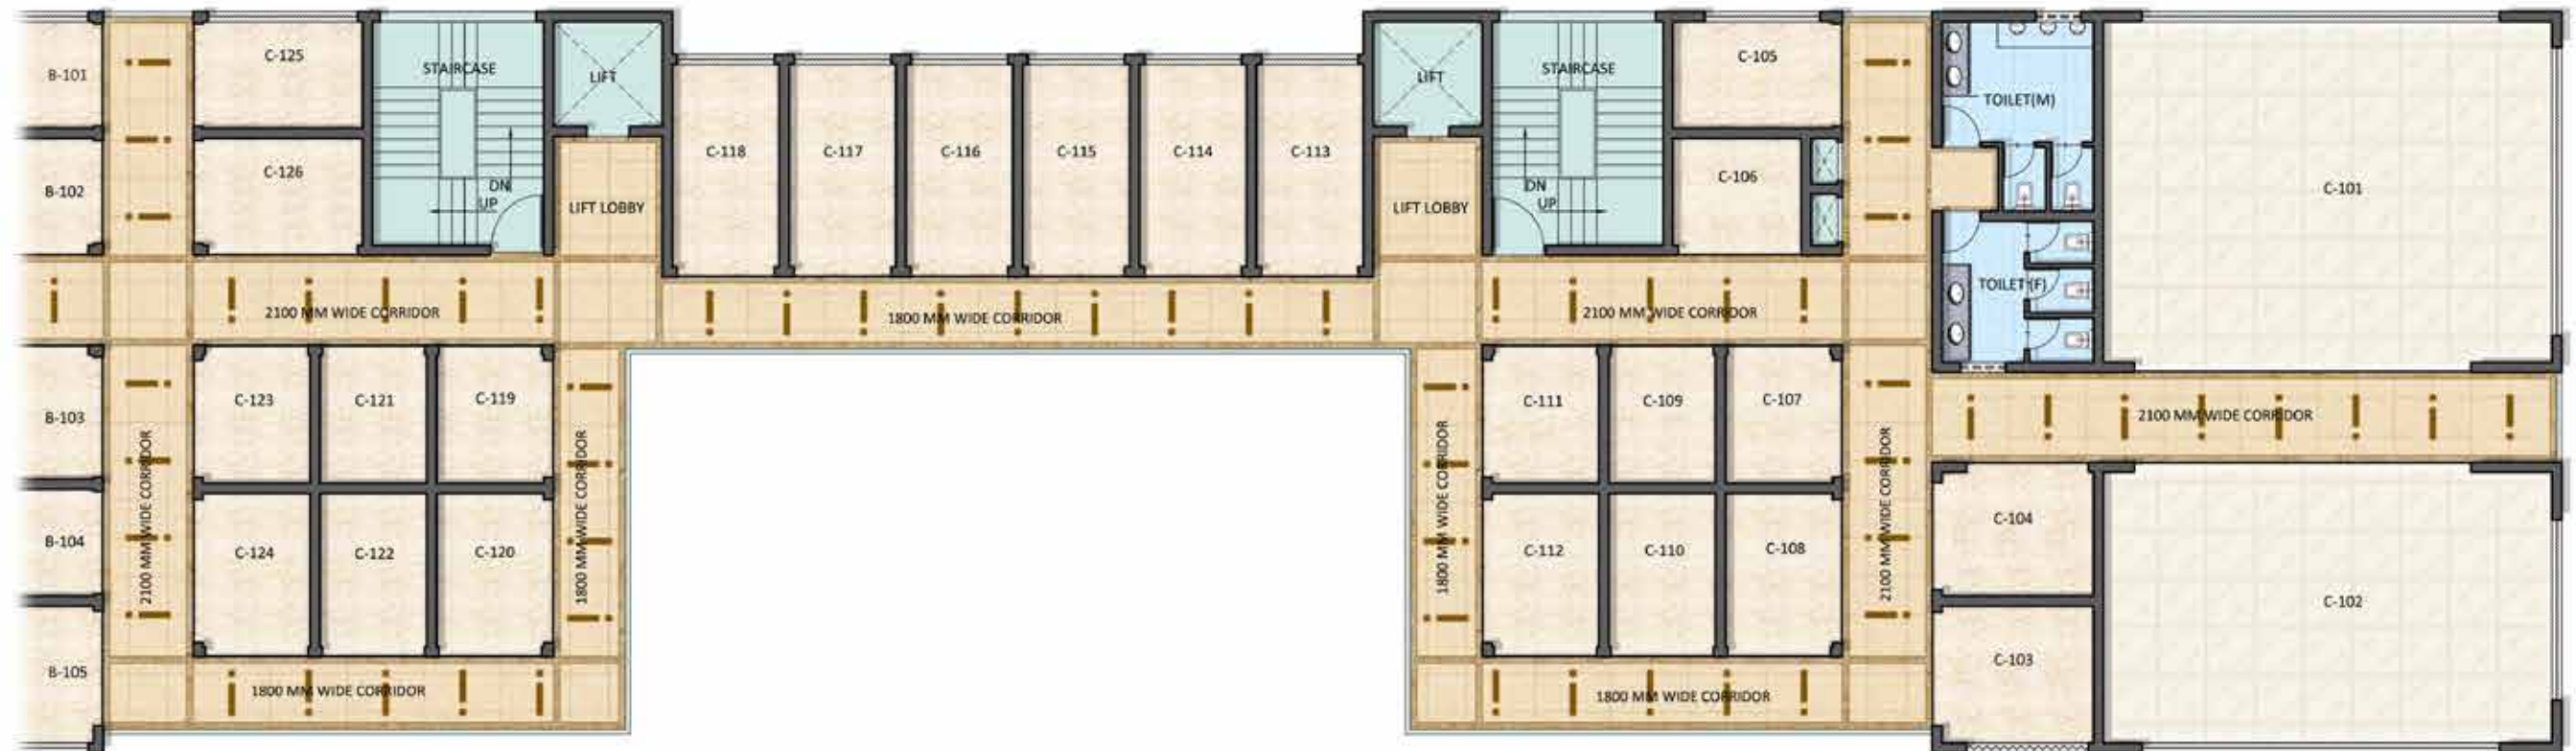 C-125
STAIRCASE
LIFT
B-101
C-126
DN
UP
LIFT LOBBY
B-102
C-118
C-117
C-116
C-115
C-114
C-113
LIFT
STAIRCASE
C-105
LIFT LOBBY
DN
UP
C-106
TOILET(M)
C-101
TOILET(F)
2100 MM WIDE CORRIDOR
1800 MM WIDE CORRIDOR
2100 MM WIDE CORRIDOR
2100 MM WIDE CORRIDOR
B-103
C-123
C-121
C-119
C-111
C-109
C-107
2100 MM WIDE CORRIDOR
1800 MM WIDE CORRIDOR
1800 MM WIDE CORRIDOR
2100 MM WIDE CORRIDOR
B-104
C-124
C-122
C-120
C-112
C-110
C-108
C-104
C-102
B-105
1800 MM WIDE CORRIDOR
1800 MM WIDE CORRIDOR
C-103